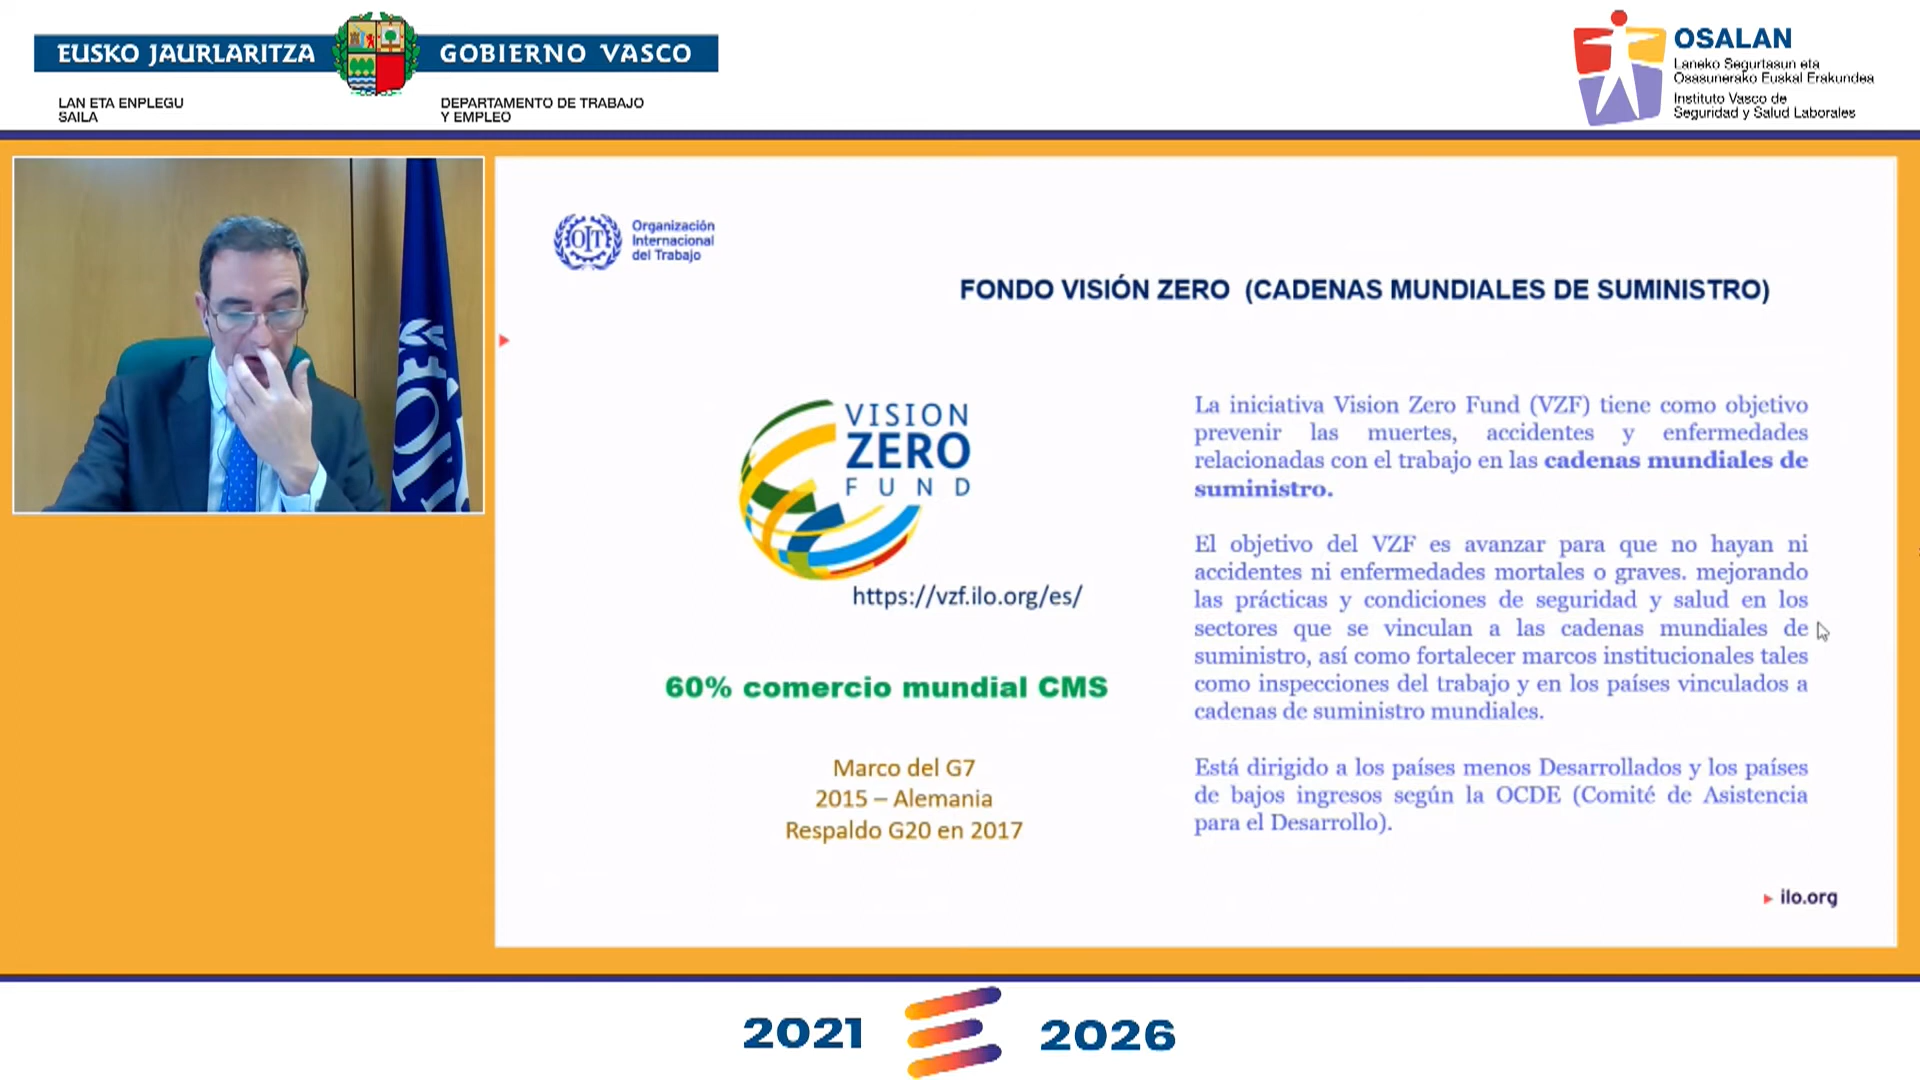 EUSKO JAURLARITZA
GOBIERNO VASCO
LAN ETA ENPLEGU
SAILA
DEPARTAMENTO DE TRABAJO
Y EMPLEO
OSALAN
Laneko Segurtasun eta
Osasunerako Euskal Erakundea
Instituto Vasco de
Seguridad y Salud Laborales
OIT
Organización
Internacional
del Trabajo
FONDO VISIÓN ZERO (CADENAS MUNDIALES DE SUMINISTRO)
VISION
ZERO
FUND
https://vzf.ilo.org/es/
60% comercio mundial CMS
Marco del G7
2015 – Alemania
Respaldo G20 en 2017
La iniciativa Vision Zero Fund (VZF) tiene como objetivo
prevenir las muertes, accidentes y enfermedades
relacionadas con el trabajo en las cadenas mundiales de
suministro.
El objetivo del VZF es avanzar para que no hayan ni
accidentes ni enfermedades mortales o graves. mejorando
las prácticas y condiciones de seguridad y salud en los
sectores que se vinculan a las cadenas mundiales de
suministro, así como fortalecer marcos institucionales tales
como inspecciones del trabajo y en los países vinculados a
cadenas de suministro mundiales.
Está dirigido a los países menos Desarrollados y los países
de bajos ingresos según la OCDE (Comité de Asistencia
para el Desarrollo).
ilo.org
2021
2026